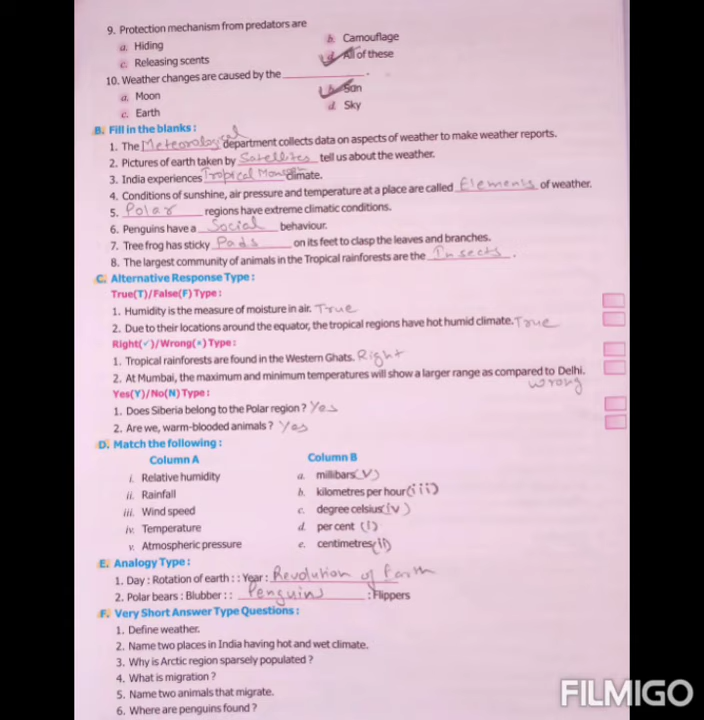 9. Protection mechanism from predators are
a. Hiding
b. Camouflage
c. Releasing scents
d. All of these
10. Weather changes are caused by the ____________ .
a. Moon
b. Sun
c. Earth
d. Sky
B. Fill in the blanks :
1. The Meteorological department collects data on aspects of weather to make weather reports.
2. Pictures of earth taken by Satellites tell us about the weather.
3. India experiences Tropical Monsoon climate.
4. Conditions of sunshine, air pressure and temperature at a place are called Elements of weather.
5. Polar regions have extreme climatic conditions.
6. Penguins have a Social behaviour.
7. Tree frog has sticky Pads on its feet to clasp the leaves and branches.
8. The largest community of animals in the Tropical rainforests are the Insects .
C. Alternative Response Type :
True(T)/False(F) Type :
1. Humidity is the measure of moisture in air. True
2. Due to their locations around the equator, the tropical regions have hot humid climate. True
Right(✓)/Wrong(×) Type :
1. Tropical rainforests are found in the Western Ghats. Right
2. At Mumbai, the maximum and minimum temperatures will show a larger range as compared to Delhi.
wrong
Yes(Y)/No(N) Type :
1. Does Siberia belong to the Polar region ? Yes
2. Are we, warm-blooded animals ? Yes
D. Match the following :
Column A Column B
i. Relative humidity a. millibars (V)
ii. Rainfall b. kilometres per hour (iii)
iii. Wind speed c. degree celsius (iv)
iv. Temperature d. per cent (i)
v. Atmospheric pressure e. centimetres (ii)
E. Analogy Type :
1. Day : Rotation of earth : : Year : Revolution of Earth
2. Polar bears : Blubber : : Penguins : Flippers
F. Very Short Answer Type Questions :
1. Define weather.
2. Name two places in India having hot and wet climate.
3. Why is Arctic region sparsely populated ?
4. What is migration ?
5. Name two animals that migrate.
6. Where are penguins found ?
FILMIGO